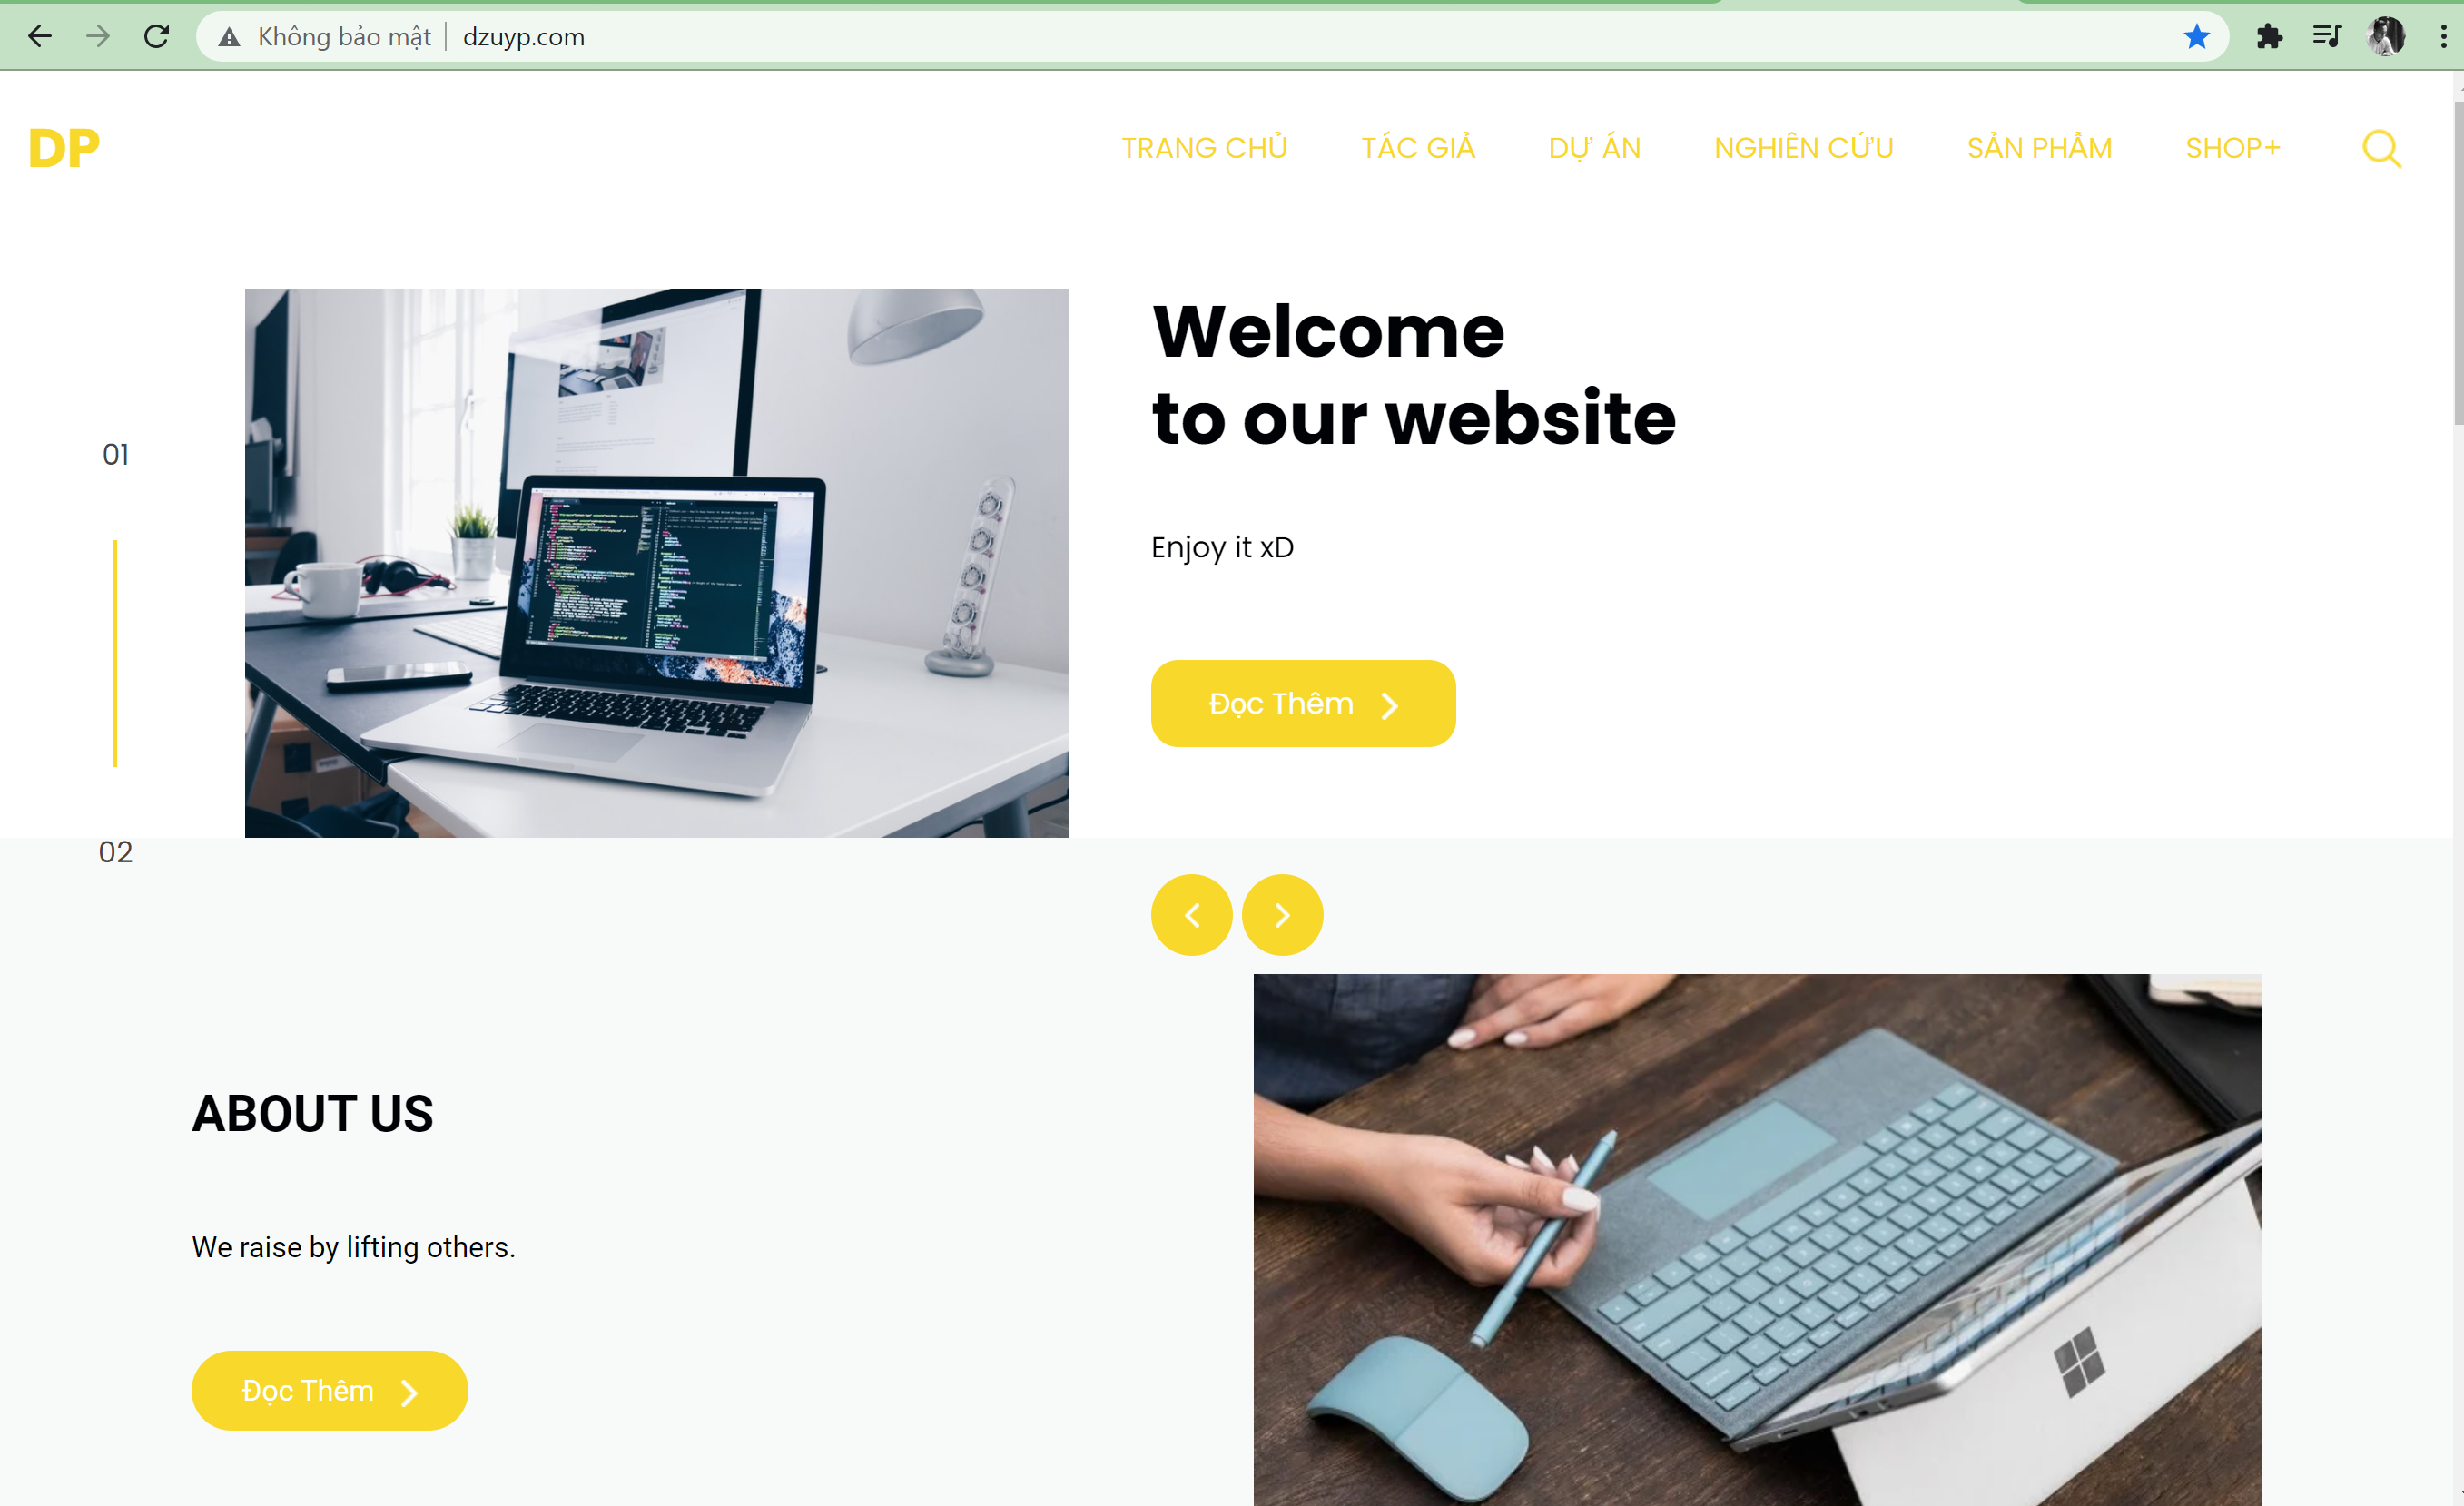 Không bảo mật
dzuyp.com
DP
TRANG CHỦ
TÁC GIẢ
DỰ ÁN
NGHIÊN CỨU
SẢN PHẨM
SHOP+
Welcome
to our website
01
Enjoy it xD
Đọc Thêm
02
ABOUT US
We raise by lifting others.
Đọc Thêm